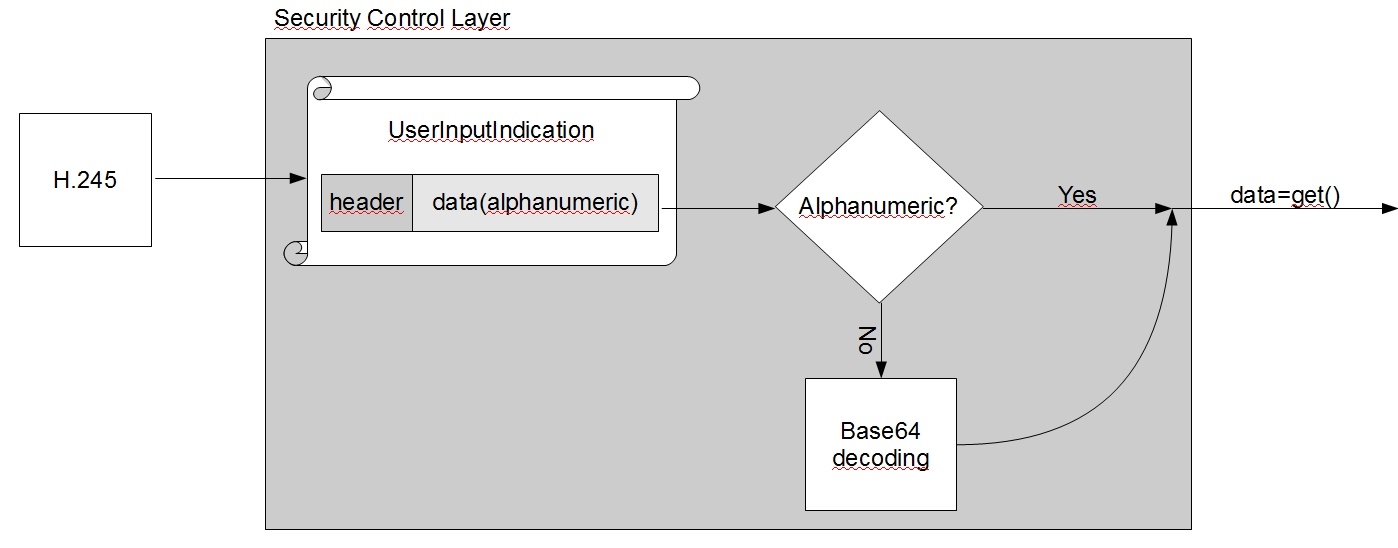 Security Control Layer
H.245
UserInputIndication
header
data(alphanumeric)
Alphanumeric?
Yes
data=get()
No
Base64
decoding